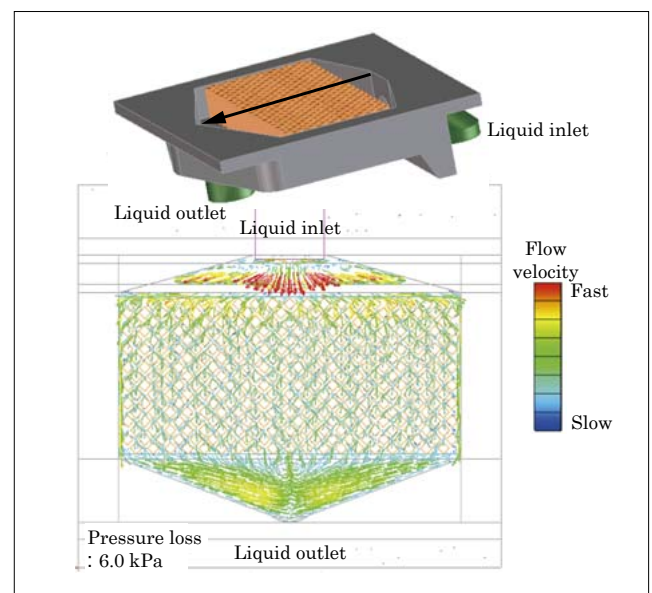 Liquid inlet
Liquid outlet
Liquid inlet
Flow
velocity
Fast
Slow
Pressure loss
: 6.0 kPa
Liquid outlet